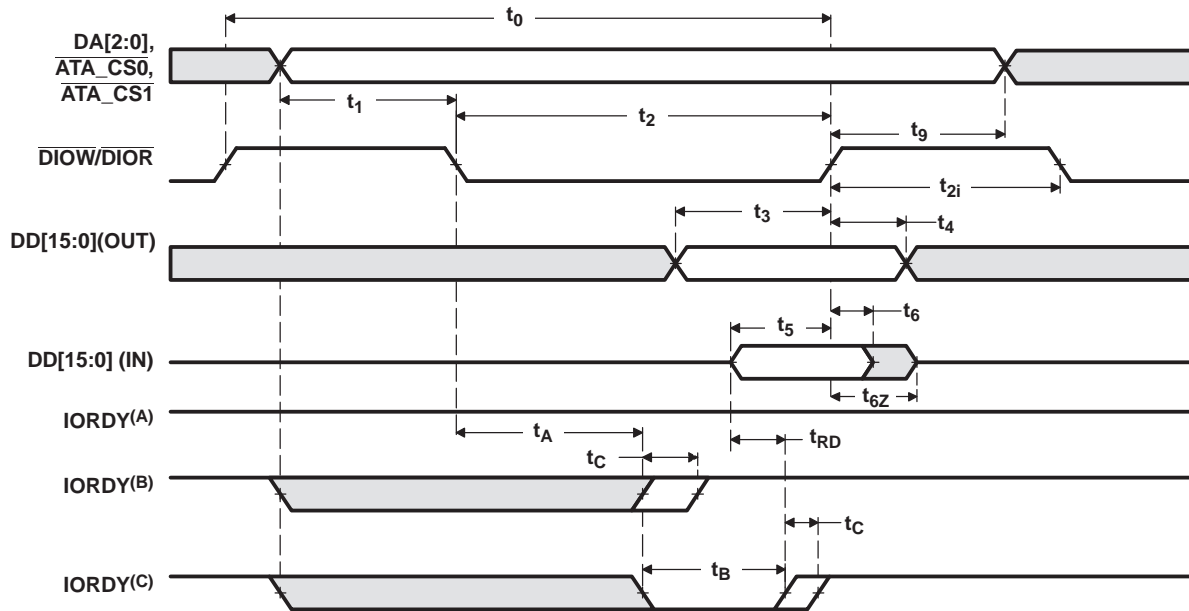 t0
DA[2:0],
ATA_CS0,
ATA_CS1
t1
t2
t9
DIOW/DIOR
t2i
t3
t4
DD[15:0](OUT)
t6
t5
DD[15:0] (IN)
t6Z
IORDY(A)
tA
tRD
tC
IORDY(B)
tC
tB
IORDY(C)